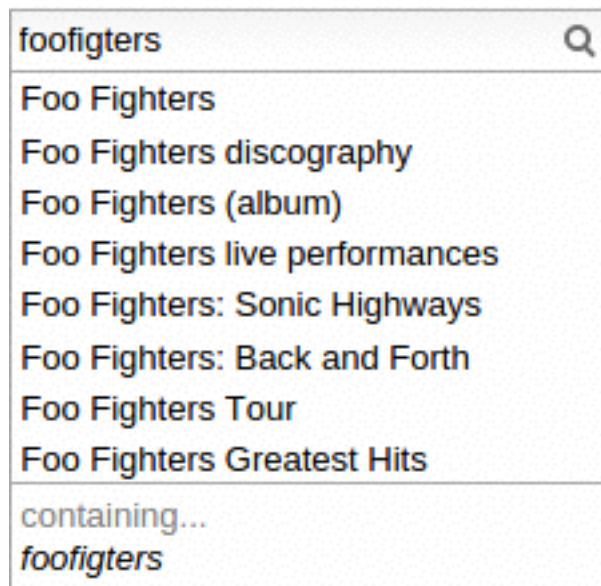 foofigters
Foo Fighters
Foo Fighters discography
Foo Fighters (album)
Foo Fighters live performances
Foo Fighters: Sonic Highways
Foo Fighters: Back and Forth
Foo Fighters Tour
Foo Fighters Greatest Hits
containing...
foofigters